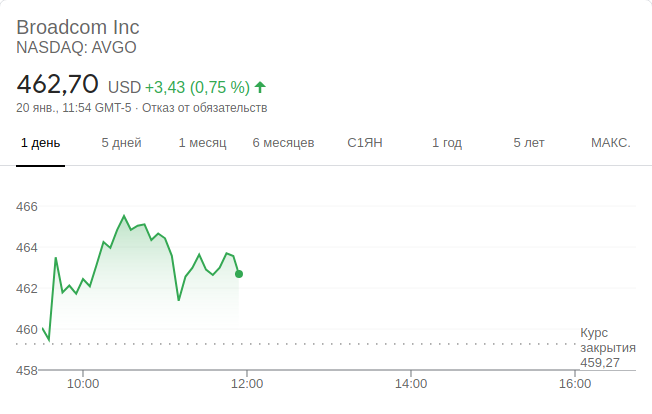 Broadcom Inc
NASDAQ: AVGO
462,70 USD +3,43 (0,75 %)
20 янв., 11:54 GMT-5 · Отказ от обязательств
1 день 5 дней 1 месяц 6 месяцев С1ЯН 1 год 5 лет МАКС.
466
464
462
460
458
Курс
закрытия
459,27
10:00 12:00 14:00 16:00